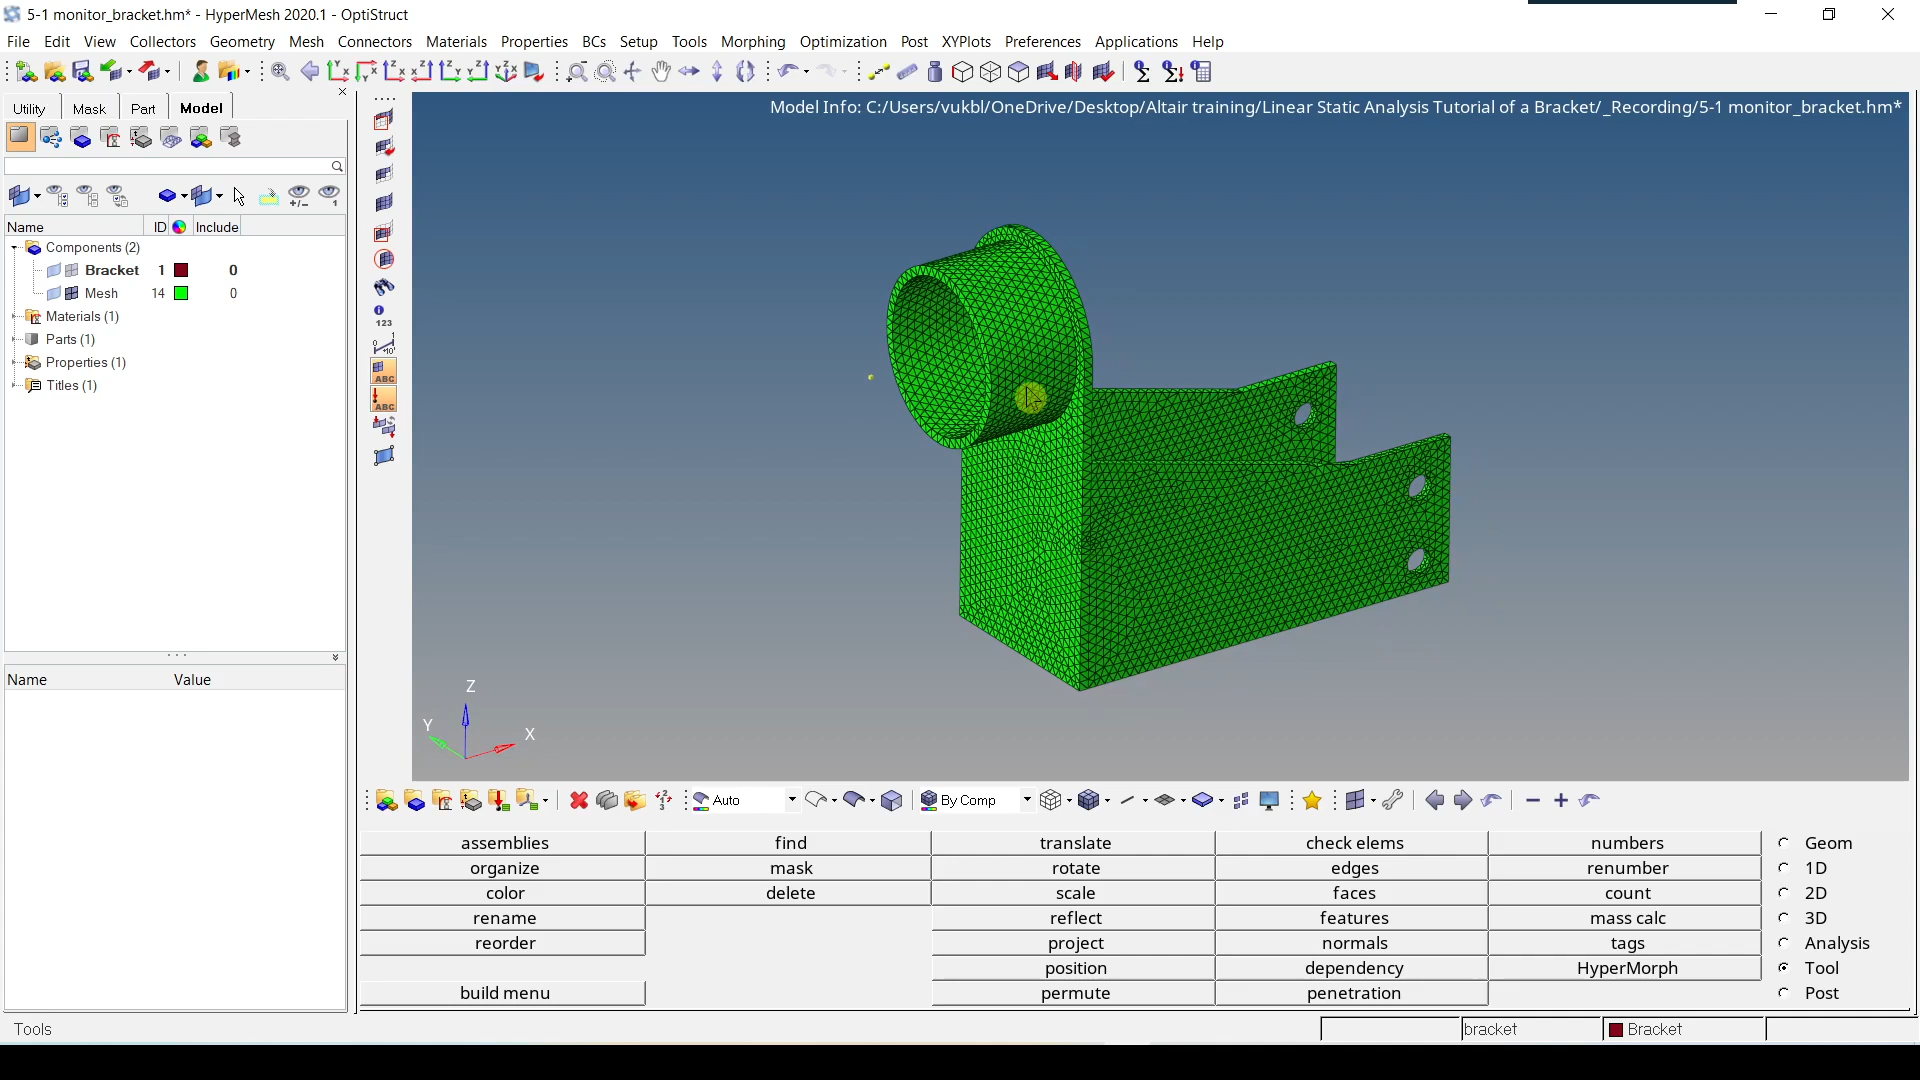 5-1 monitor_bracket.hm* - HyperMesh 2020.1 - OptiStruct
File Edit View Collectors Geometry Mesh Connectors Materials Properties BCs Setup Tools Morphing Optimization Post XYPlots Preferences Applications Help
Utility Mask Part Model
Model Info: C:/Users/vukbl/OneDrive/Desktop/Altair training/Linear Static Analysis Tutorial of a Bracket/_Recording/5-1 monitor_bracket.hm*
Name ID Include
Components (2)
Bracket 1 0
Mesh 14 0
Materials (1)
Parts (1)
Properties (1)
Titles (1)
123
ABC
ABC
Name Value
Z
Y
X
Auto By Comp
assemblies find translate check elems numbers Geom
organize mask rotate edges renumber 1D
color delete scale faces count 2D
rename reflect features mass calc 3D
reorder project normals tags Analysis
position dependency HyperMorph Tool
build menu permute penetration Post
Tools bracket Bracket